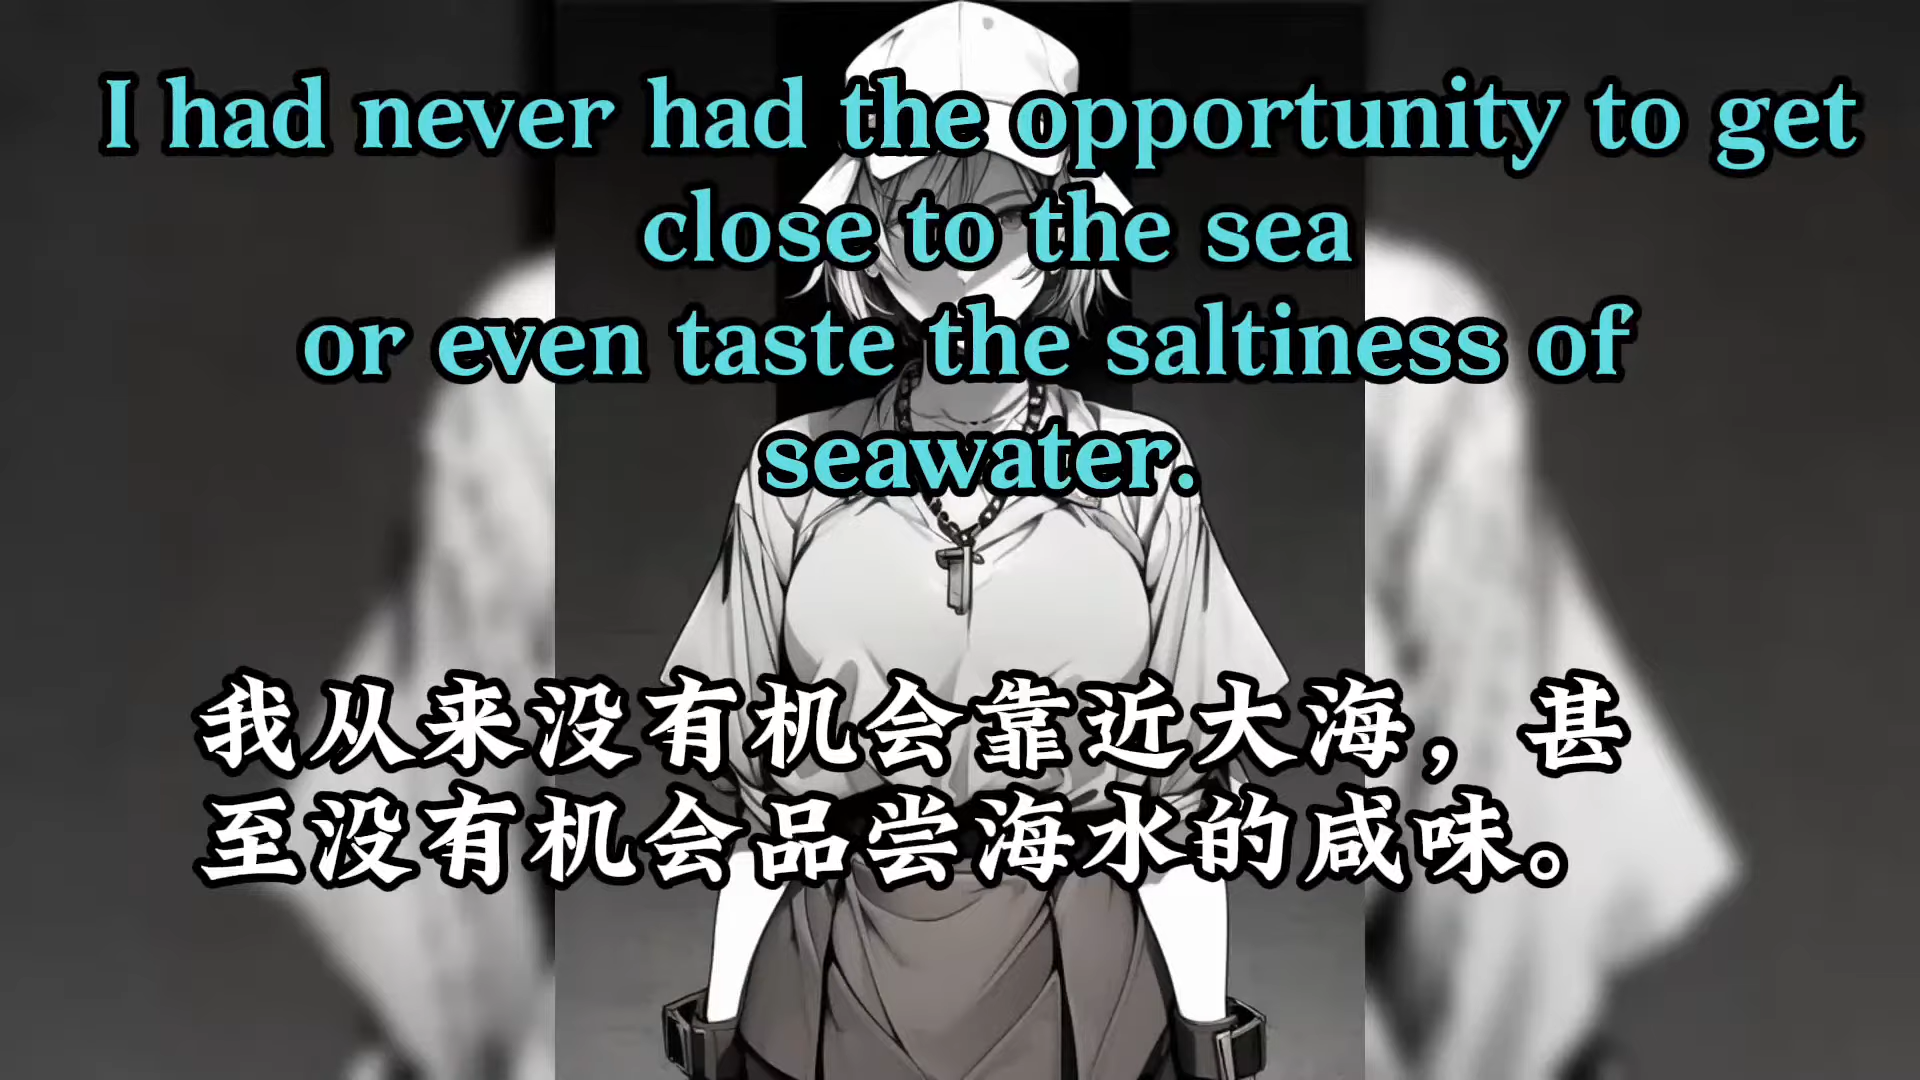 I had never had the opportunity to get
close to the sea
or even taste the saltiness of
seawater.
我从来没有机会靠近大海，甚
至没有机会品尝海水的咸味。